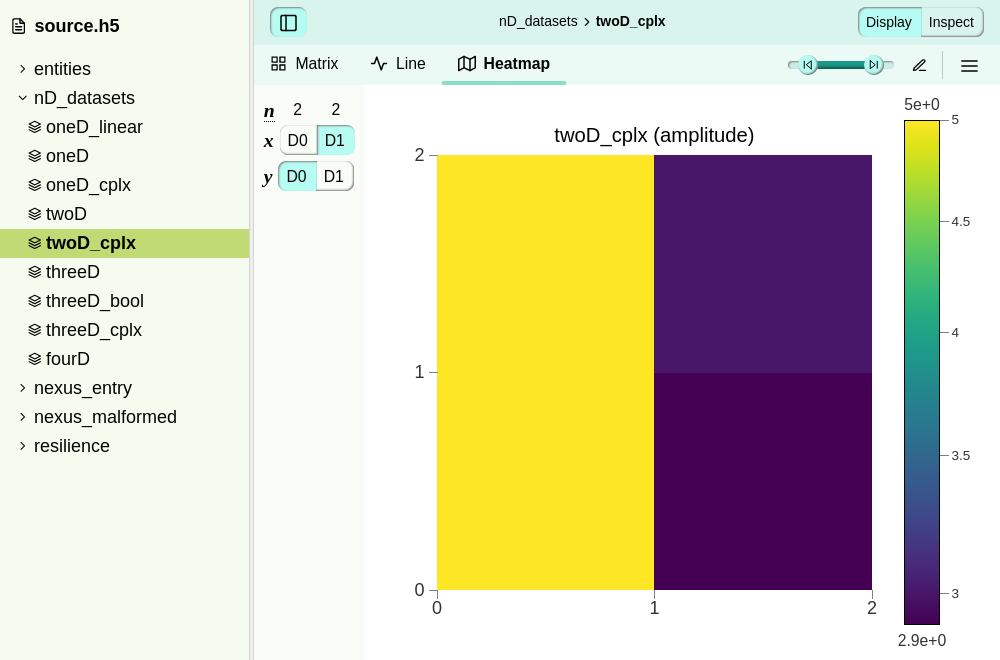 source.h5
entities
nD_datasets
oneD_linear
oneD
oneD_cplx
twoD
twoD_cplx
threeD
threeD_bool
threeD_cplx
fourD
nexus_entry
nexus_malformed
resilience
nD_datasets › twoD_cplx
Display Inspect
Matrix Line Heatmap
n 2 2
x D0 D1
y D0 D1
twoD_cplx (amplitude)
2
1
0
0 1 2
5e+0
5
4.5
4
3.5
3
2.9e+0